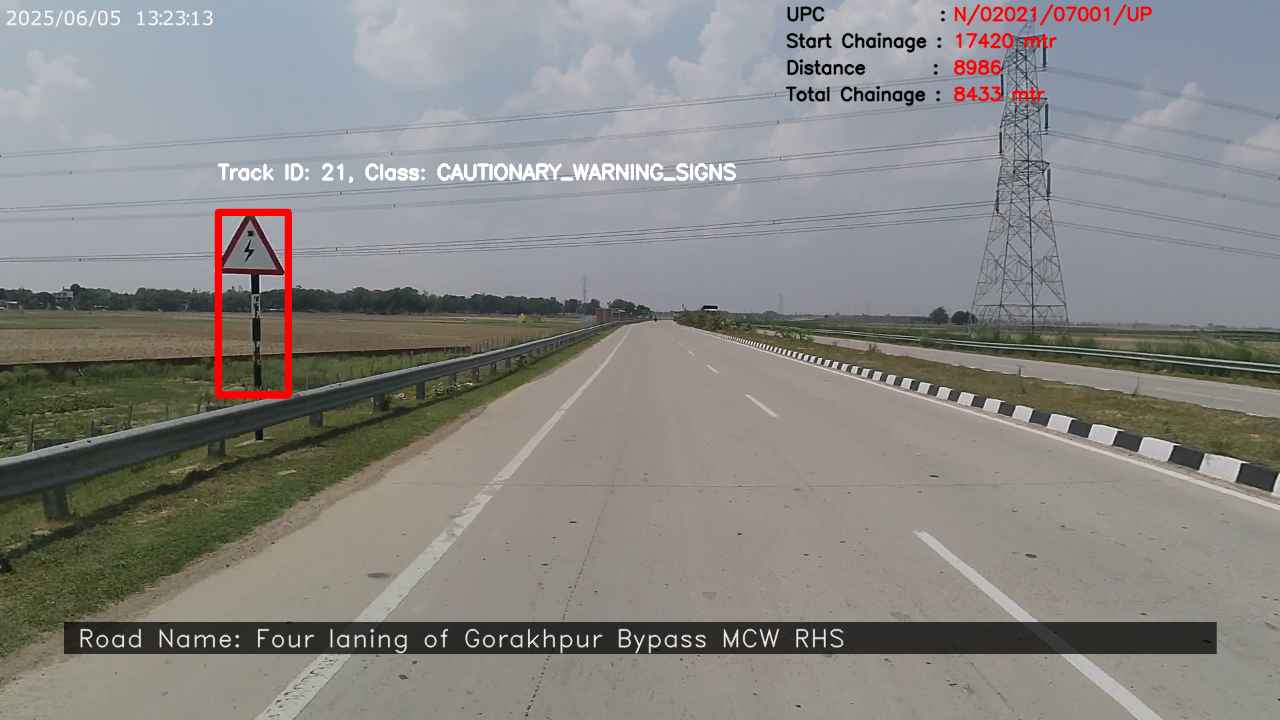 2025/06/05 13:23:13
UPC : N/02021/07001/UP
Start Chainage : 17420 mtr
Distance : 8986
Total Chainage : 8433 mtr
Track ID: 21, Class: CAUTIONARY_WARNING_SIGNS
Road Name: Four laning of Gorakhpur Bypass MCW RHS